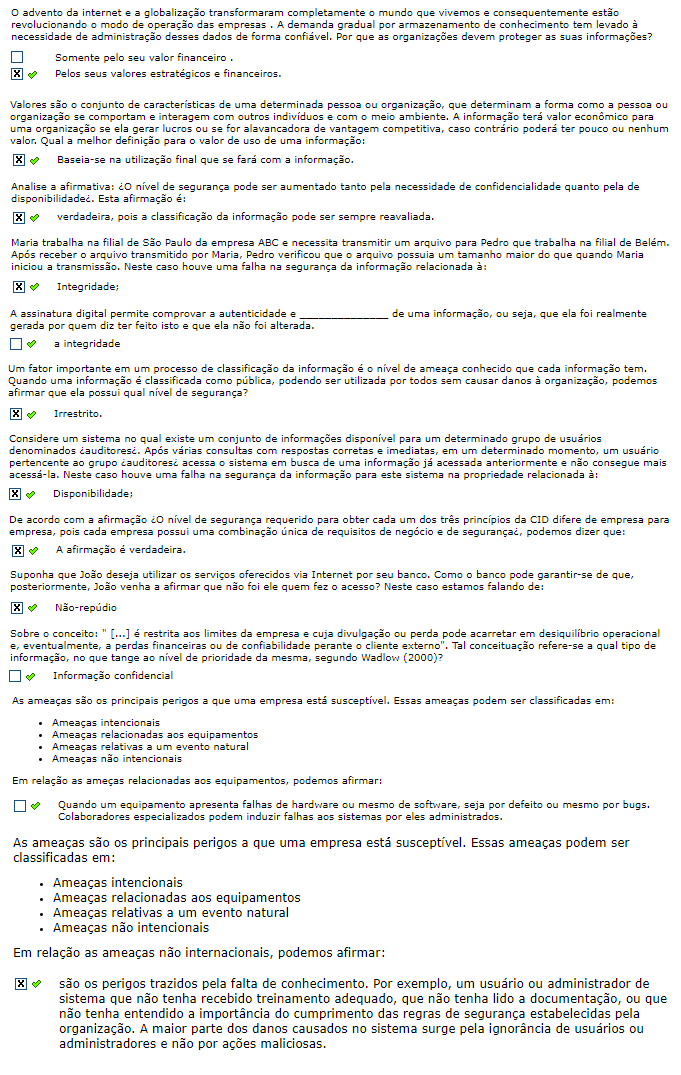 O advento da internet e a globalização transformaram completamente o mundo que vivemos e consequentemente estão
revolucionando o modo de operação das empresas . A demanda gradual por armazenamento de conhecimento tem levado à
necessidade de administração desses dados de forma confiável. Por que as organizações devem proteger as suas informações?
Somente pelo seu valor financeiro .
Pelos seus valores estratégicos e financeiros.
Valores são o conjunto de características de uma determinada pessoa ou organização, que determinam a forma como a pessoa ou
organização se comportam e interagem com outros indivíduos e com o meio ambiente. A informação terá valor econômico para
uma organização se ela gerar lucros ou se for alavancadora de vantagem competitiva, caso contrário poderá ter pouco ou nenhum
valor. Qual a melhor definição para o valor de uso de uma informação:
Baseia-se na utilização final que se fará com a informação.
Analise a afirmativa: ¿O nível de segurança pode ser aumentado tanto pela necessidade de confidencialidade quanto pela de
disponibilidade¿. Esta afirmação é:
verdadeira, pois a classificação da informação pode ser sempre reavaliada.
Maria trabalha na filial de São Paulo da empresa ABC e necessita transmitir um arquivo para Pedro que trabalha na filial de Belém.
Após receber o arquivo transmitido por Maria, Pedro verificou que o arquivo possuia um tamanho maior do que quando Maria
iniciou a transmissão. Neste caso houve uma falha na segurança da informação relacionada à:
Integridade;
A assinatura digital permite comprovar a autenticidade e ______________ de uma informação, ou seja, que ela foi realmente
gerada por quem diz ter feito isto e que ela não foi alterada.
a integridade
Um fator importante em um processo de classificação da informação é o nível de ameaça conhecido que cada informação tem.
Quando uma informação é classificada como pública, podendo ser utilizada por todos sem causar danos à organização, podemos
afirmar que ela possui qual nível de segurança?
Irrestrito.
Considere um sistema no qual existe um conjunto de informações disponível para um determinado grupo de usuários
denominados ¿auditores¿. Após várias consultas com respostas corretas e imediatas, em um determinado momento, um usuário
pertencente ao grupo ¿auditores¿ acessa o sistema em busca de uma informação já acessada anteriormente e não consegue mais
acessá-la. Neste caso houve uma falha na segurança da informação para este sistema na propriedade relacionada à:
Disponibilidade;
De acordo com a afirmação ¿O nível de segurança requerido para obter cada um dos três princípios da CID difere de empresa para
empresa, pois cada empresa possui uma combinação única de requisitos de negócio e de segurança¿, podemos dizer que:
A afirmação é verdadeira.
Suponha que João deseja utilizar os serviços oferecidos via Internet por seu banco. Como o banco pode garantir-se de que,
posteriormente, João venha a afirmar que não foi ele quem fez o acesso? Neste caso estamos falando de:
Não-repúdio
Sobre o conceito: " [...] é restrita aos limites da empresa e cuja divulgação ou perda pode acarretar em desiquilíbrio operacional
e, eventualmente, a perdas financeiras ou de confiabilidade perante o cliente externo". Tal conceituação refere-se a qual tipo de
informação, no que tange ao nível de prioridade da mesma, segundo Wadlow (2000)?
Informação confidencial
As ameaças são os principais perigos a que uma empresa está susceptível. Essas ameaças podem ser classificadas em:
• Ameaças intencionais
• Ameaças relacionadas aos equipamentos
• Ameaças relativas a um evento natural
• Ameaças não intencionais
Em relação as ameças relacionadas aos equipamentos, podemos afirmar:
Quando um equipamento apresenta falhas de hardware ou mesmo de software, seja por defeito ou mesmo por bugs.
Colaboradores especializados podem induzir falhas aos sistemas por eles administrados.
As ameaças são os principais perigos a que uma empresa está susceptível. Essas ameaças podem ser
classificadas em:
• Ameaças intencionais
• Ameaças relacionadas aos equipamentos
• Ameaças relativas a um evento natural
• Ameaças não intencionais
Em relação as ameaças não internacionais, podemos afirmar:
são os perigos trazidos pela falta de conhecimento. Por exemplo, um usuário ou administrador de
sistema que não tenha recebido treinamento adequado, que não tenha lido a documentação, ou que
não tenha entendido a importância do cumprimento das regras de segurança estabelecidas pela
organização. A maior parte dos danos causados no sistema surge pela ignorância de usuários ou
administradores e não por ações maliciosas.